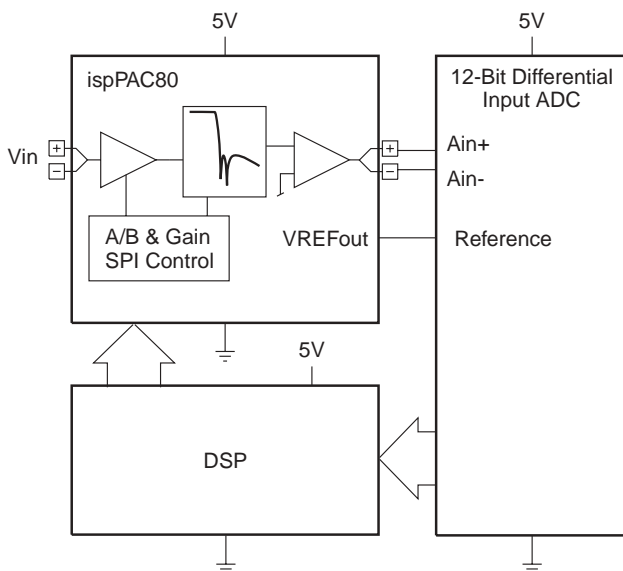 5V
5V
ispPAC80
12-Bit Differential
Input ADC
Vin
+
−
+
−
Ain+
Ain-
A/B & Gain
SPI Control
VREFout
Reference
5V
DSP